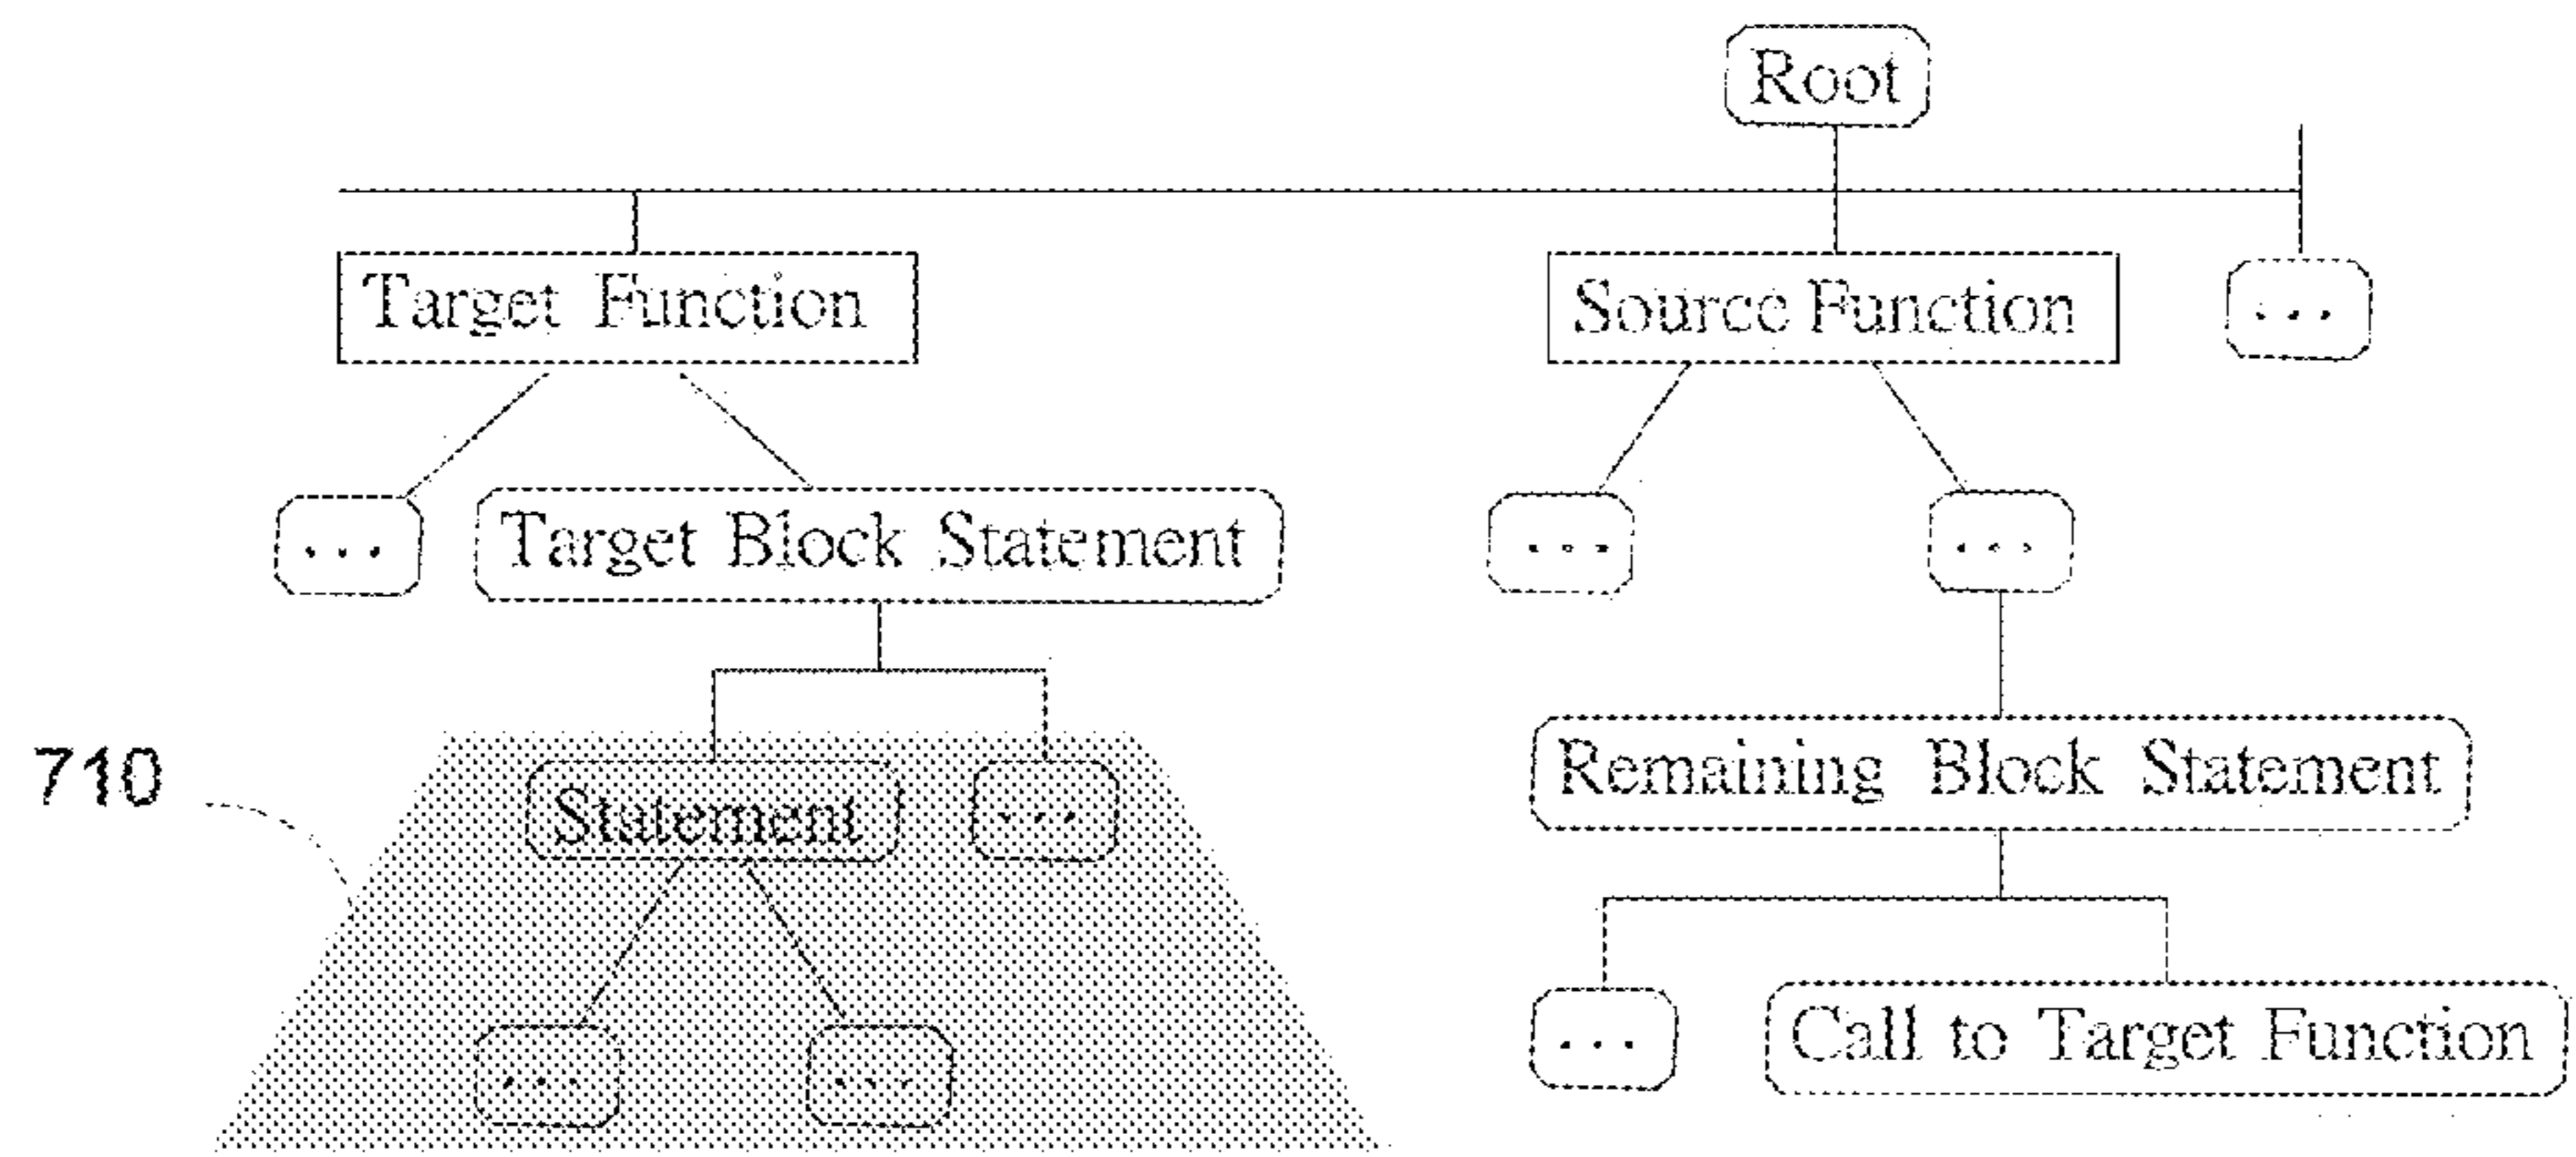 Root
Target Function
Source Function
...
...
Target Block Statement
...
...
710
Statement
...
Remaining Block Statement
...
...
...
Call to Target Function